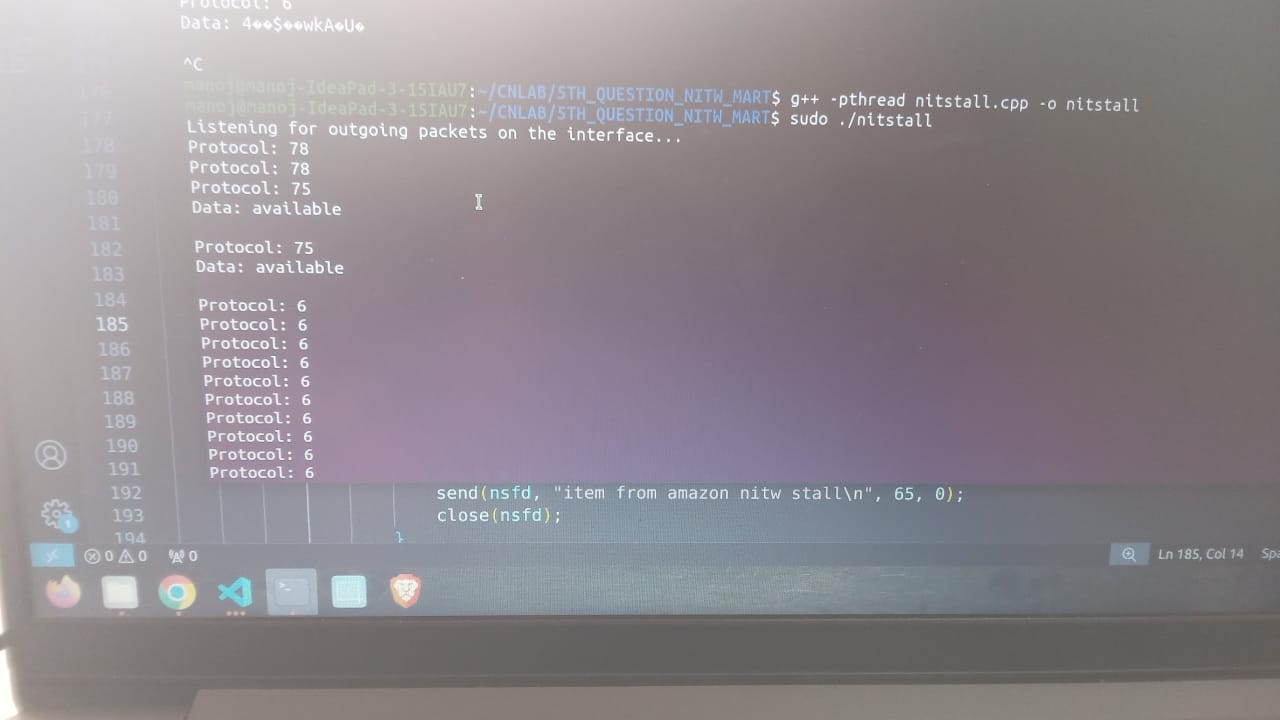 Protocol: 6
Data: 4��$��wkA�U�
^C
manoj@manoj-IdeaPad-3-15IAU7:~/CNLAB/5TH_QUESTION_NITW_MART$ g++ -pthread nitstall.cpp -o nitstall
manoj@manoj-IdeaPad-3-15IAU7:~/CNLAB/5TH_QUESTION_NITW_MART$ sudo ./nitstall
Listening for outgoing packets on the interface...
Protocol: 78
Protocol: 78
Protocol: 75
Data: available
Protocol: 75
Data: available
Protocol: 6
Protocol: 6
Protocol: 6
Protocol: 6
Protocol: 6
Protocol: 6
Protocol: 6
Protocol: 6
Protocol: 6
Protocol: 6
176
177
178
179
180
181
182
183
184
185
186
187
188
189
190
191
192 send(nsfd, "item from amazon nitw stall\n", 65, 0);
193 close(nsfd);
194 }
0 0 0 Ln 185, Col 14 Spa
1